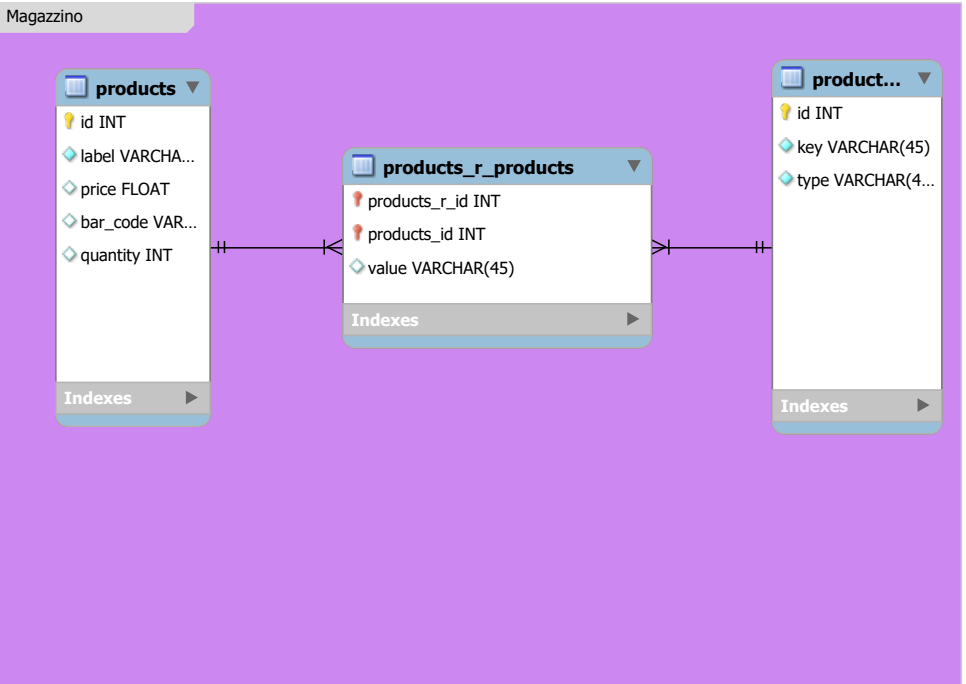 Magazzino
products
id INT
label VARCHA...
price FLOAT
bar_code VAR...
quantity INT
Indexes
products_r_products
products_r_id INT
products_id INT
value VARCHAR(45)
Indexes
product...
id INT
key VARCHAR(45)
type VARCHAR(4...
Indexes